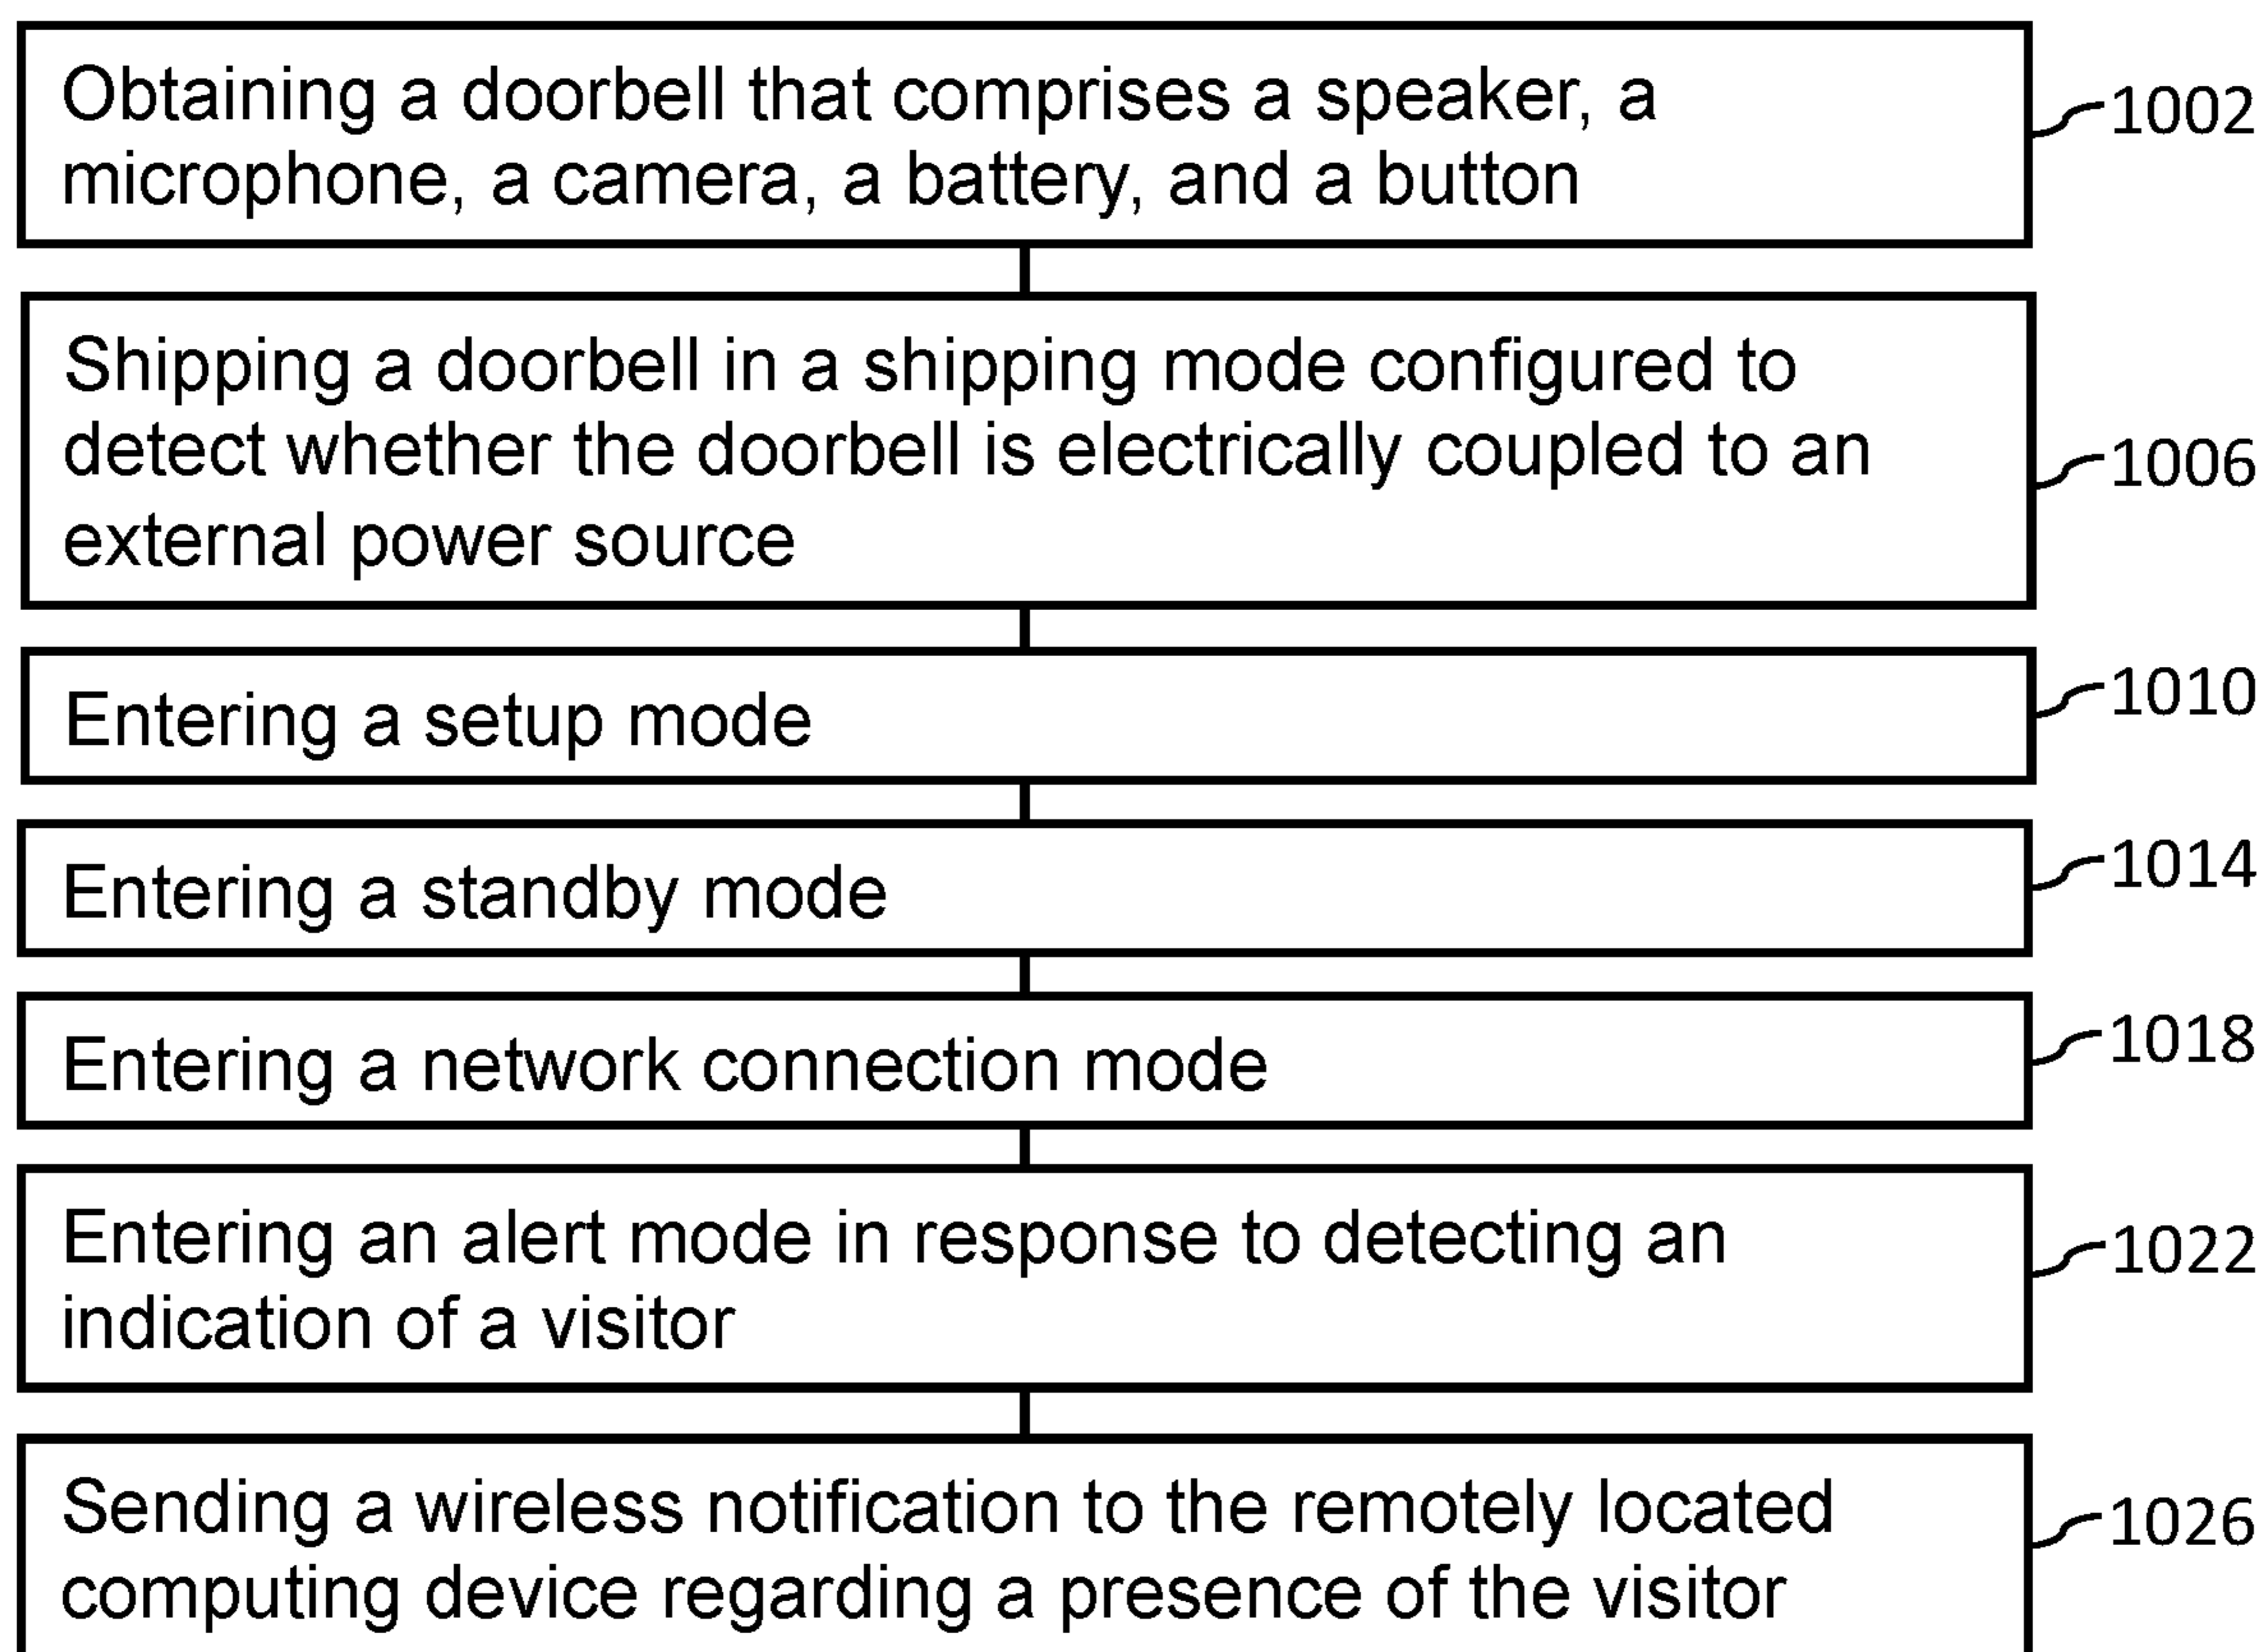 Obtaining a doorbell that comprises a speaker, a
microphone, a camera, a battery, and a button
1002
Shipping a doorbell in a shipping mode configured to
detect whether the doorbell is electrically coupled to an
external power source
1006
Entering a setup mode
1010
Entering a standby mode
1014
Entering a network connection mode
1018
Entering an alert mode in response to detecting an
indication of a visitor
1022
Sending a wireless notification to the remotely located
computing device regarding a presence of the visitor
1026